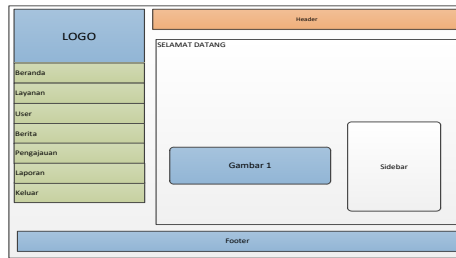 LOGO
Header
SELAMAT DATANG
Beranda
Layanan
User
Berita
Pengajauan
Laporan
Keluar
Gambar 1
Sidebar
Footer